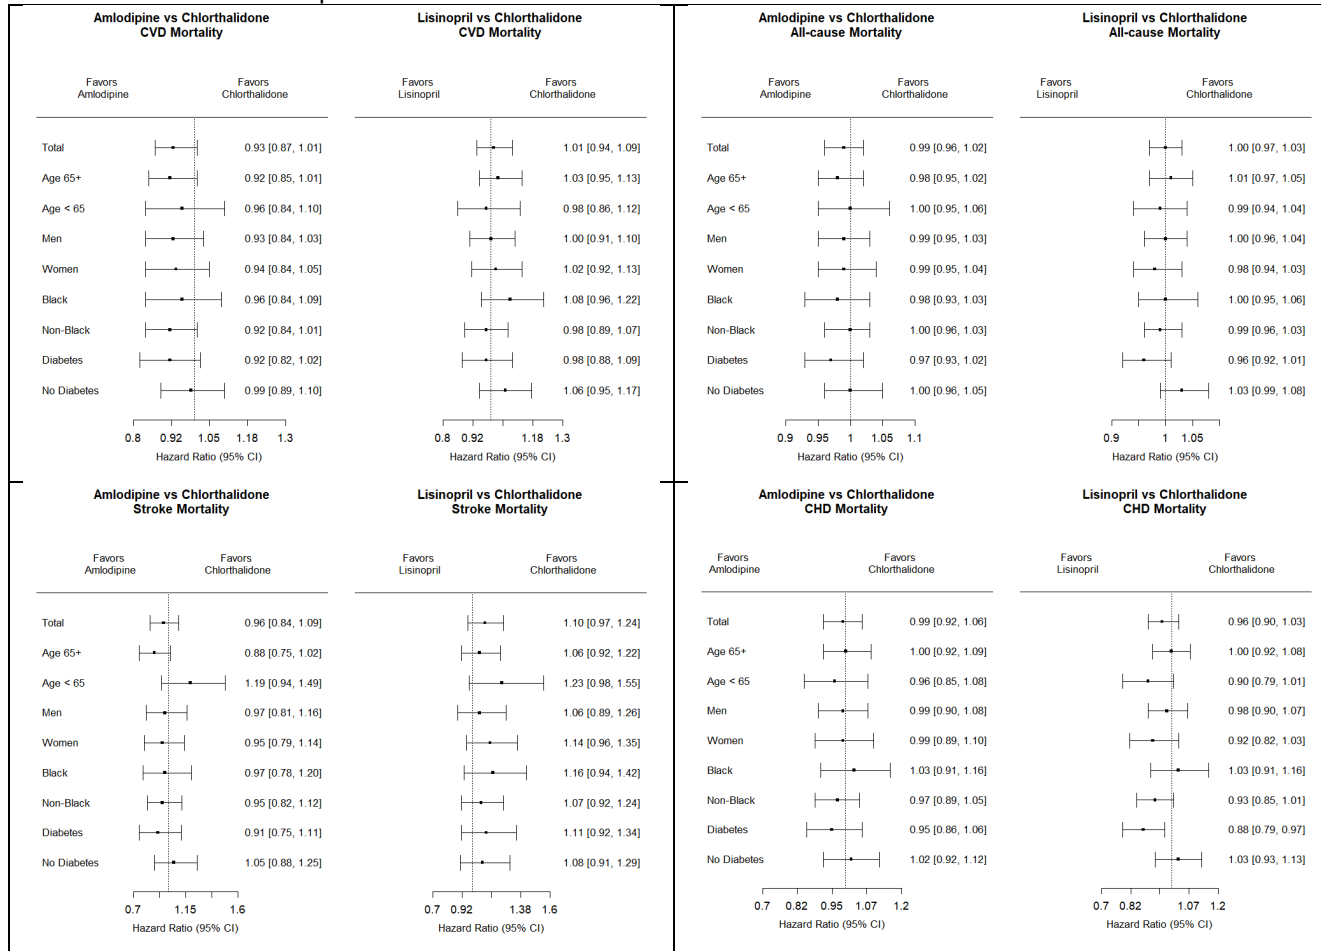 Amlodipine vs Chlorthalidone
CVD Mortality
Favors
Amlodipine
Favors
Chlorthalidone
Total 0.93 [0.87, 1.01]
Age 65+ 0.92 [0.85, 1.01]
Age < 65 0.96 [0.84, 1.10]
Men 0.93 [0.84, 1.03]
Women 0.94 [0.84, 1.05]
Black 0.96 [0.84, 1.09]
Non-Black 0.92 [0.84, 1.01]
Diabetes 0.92 [0.82, 1.02]
No Diabetes 0.99 [0.89, 1.10]
0.8 0.92 1.05 1.18 1.3
Hazard Ratio (95% CI)
Lisinopril vs Chlorthalidone
CVD Mortality
Favors
Lisinopril
Favors
Chlorthalidone
1.01 [0.94, 1.09]
1.03 [0.95, 1.13]
0.98 [0.86, 1.12]
1.00 [0.91, 1.10]
1.02 [0.92, 1.13]
1.08 [0.96, 1.22]
0.98 [0.89, 1.07]
0.98 [0.88, 1.09]
1.06 [0.95, 1.17]
0.8 0.92 1.18 1.3
Hazard Ratio (95% CI)
Amlodipine vs Chlorthalidone
All-cause Mortality
Favors
Amlodipine
Favors
Chlorthalidone
Total 0.99 [0.96, 1.02]
Age 65+ 0.98 [0.95, 1.02]
Age < 65 1.00 [0.95, 1.06]
Men 0.99 [0.95, 1.03]
Women 0.99 [0.95, 1.04]
Black 0.98 [0.93, 1.03]
Non-Black 1.00 [0.96, 1.03]
Diabetes 0.97 [0.93, 1.02]
No Diabetes 1.00 [0.96, 1.05]
0.9 0.95 1 1.05 1.1
Hazard Ratio (95% CI)
Lisinopril vs Chlorthalidone
All-cause Mortality
Favors
Lisinopril
Favors
Chlorthalidone
1.00 [0.97, 1.03]
1.01 [0.97, 1.05]
0.99 [0.94, 1.04]
1.00 [0.96, 1.04]
0.98 [0.94, 1.03]
1.00 [0.95, 1.06]
0.99 [0.96, 1.03]
0.96 [0.92, 1.01]
1.03 [0.99, 1.08]
0.9 1 1.05
Hazard Ratio (95% CI)
Amlodipine vs Chlorthalidone
Stroke Mortality
Favors
Amlodipine
Favors
Chlorthalidone
Total 0.96 [0.84, 1.09]
Age 65+ 0.88 [0.75, 1.02]
Age < 65 1.19 [0.94, 1.49]
Men 0.97 [0.81, 1.16]
Women 0.95 [0.79, 1.14]
Black 0.97 [0.78, 1.20]
Non-Black 0.95 [0.82, 1.12]
Diabetes 0.91 [0.75, 1.11]
No Diabetes 1.05 [0.88, 1.25]
0.7 1.15 1.6
Hazard Ratio (95% CI)
Lisinopril vs Chlorthalidone
Stroke Mortality
Favors
Lisinopril
Favors
Chlorthalidone
1.10 [0.97, 1.24]
1.06 [0.92, 1.22]
1.23 [0.98, 1.55]
1.06 [0.89, 1.26]
1.14 [0.96, 1.35]
1.16 [0.94, 1.42]
1.07 [0.92, 1.24]
1.11 [0.92, 1.34]
1.08 [0.91, 1.29]
0.7 0.92 1.38 1.6
Hazard Ratio (95% CI)
Amlodipine vs Chlorthalidone
CHD Mortality
Favors
Amlodipine
Favors
Chlorthalidone
Total 0.99 [0.92, 1.06]
Age 65+ 1.00 [0.92, 1.09]
Age < 65 0.96 [0.85, 1.08]
Men 0.99 [0.90, 1.08]
Women 0.99 [0.89, 1.10]
Black 1.03 [0.91, 1.16]
Non-Black 0.97 [0.89, 1.05]
Diabetes 0.95 [0.86, 1.06]
No Diabetes 1.02 [0.92, 1.12]
0.7 0.82 0.95 1.07 1.2
Hazard Ratio (95% CI)
Lisinopril vs Chlorthalidone
CHD Mortality
Favors
Lisinopril
Favors
Chlorthalidone
0.96 [0.90, 1.03]
1.00 [0.92, 1.08]
0.90 [0.79, 1.01]
0.98 [0.90, 1.07]
0.92 [0.82, 1.03]
1.03 [0.91, 1.16]
0.93 [0.85, 1.01]
0.88 [0.79, 0.97]
1.03 [0.93, 1.13]
0.7 0.82 1.07 1.2
Hazard Ratio (95% CI)